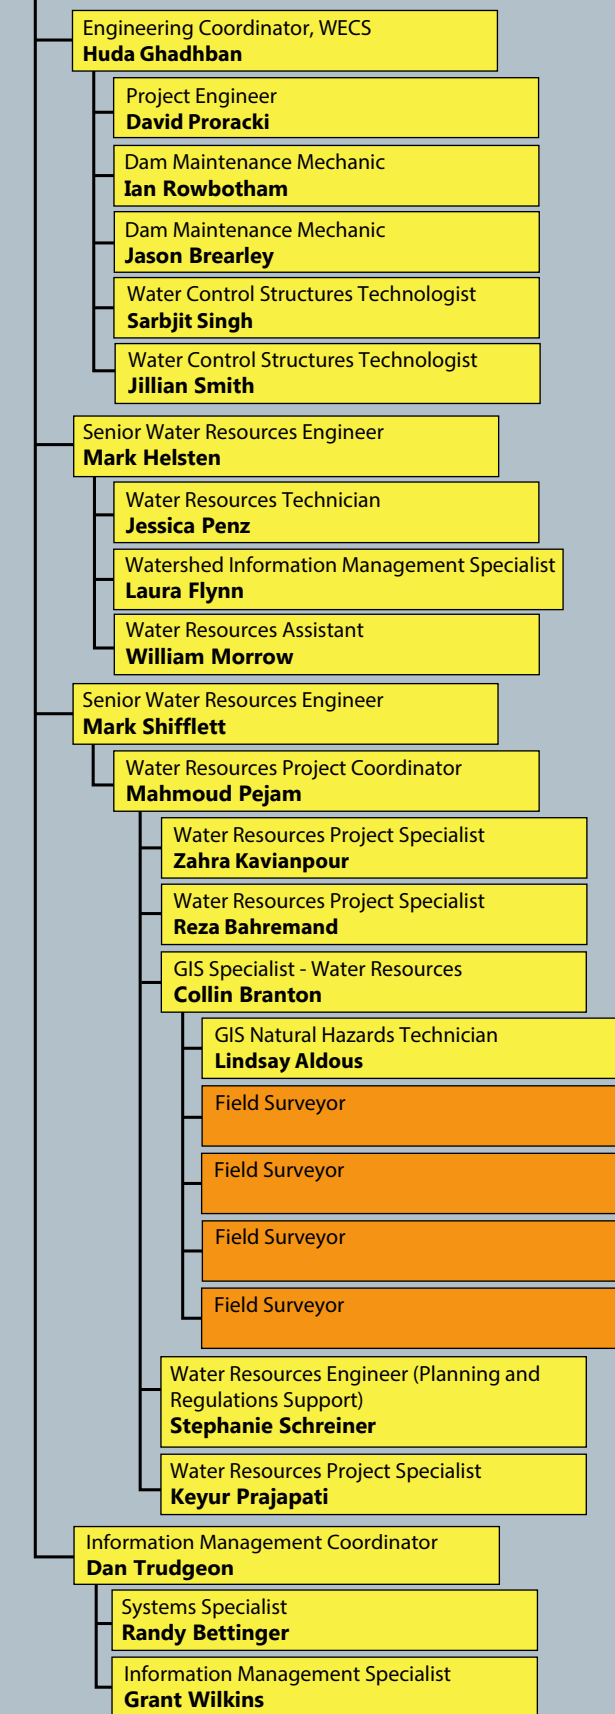 Engineering Coordinator, WECS
Huda Ghadhban
Project Engineer
David Proracki
Dam Maintenance Mechanic
Ian Rowbotham
Dam Maintenance Mechanic
Jason Brearley
Water Control Structures Technologist
Sarbjit Singh
Water Control Structures Technologist
Jillian Smith
Senior Water Resources Engineer
Mark Helsten
Water Resources Technician
Jessica Penz
Watershed Information Management Specialist
Laura Flynn
Water Resources Assistant
William Morrow
Senior Water Resources Engineer
Mark Shifflett
Water Resources Project Coordinator
Mahmoud Pejam
Water Resources Project Specialist
Zahra Kavianpour
Water Resources Project Specialist
Reza Bahremand
GIS Specialist - Water Resources
Collin Branton
GIS Natural Hazards Technician
Lindsay Aldous
Field Surveyor
Field Surveyor
Field Surveyor
Field Surveyor
Water Resources Engineer (Planning and
Regulations Support)
Stephanie Schreiner
Water Resources Project Specialist
Keyur Prajapati
Information Management Coordinator
Dan Trudgeon
Systems Specialist
Randy Bettinger
Information Management Specialist
Grant Wilkins